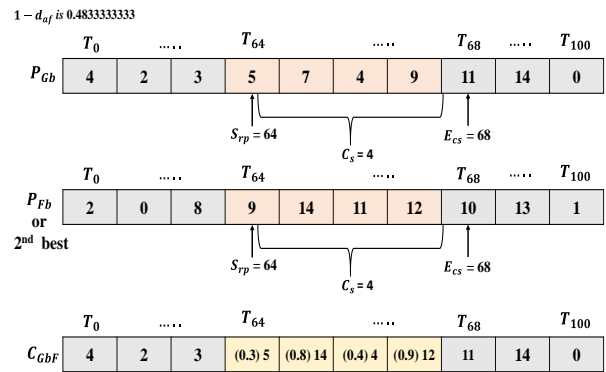 1 − d_af is 0.4833333333
T_0 ..... T_64 ..... T_68 ..... T_100
P_Gb 4 2 3 5 7 4 9 11 14 0
S_rp = 64 C_s = 4 E_cs = 68
T_0 ..... T_64 ..... T_68 ..... T_100
P_Fb 2 0 8 9 14 11 12 10 13 1
or
2nd best
S_rp = 64 C_s = 4 E_cs = 68
T_0 ..... T_64 ..... T_68 ..... T_100
C_GbF 4 2 3 (0.3) 5 (0.8) 14 (0.4) 4 (0.9) 12 11 14 0